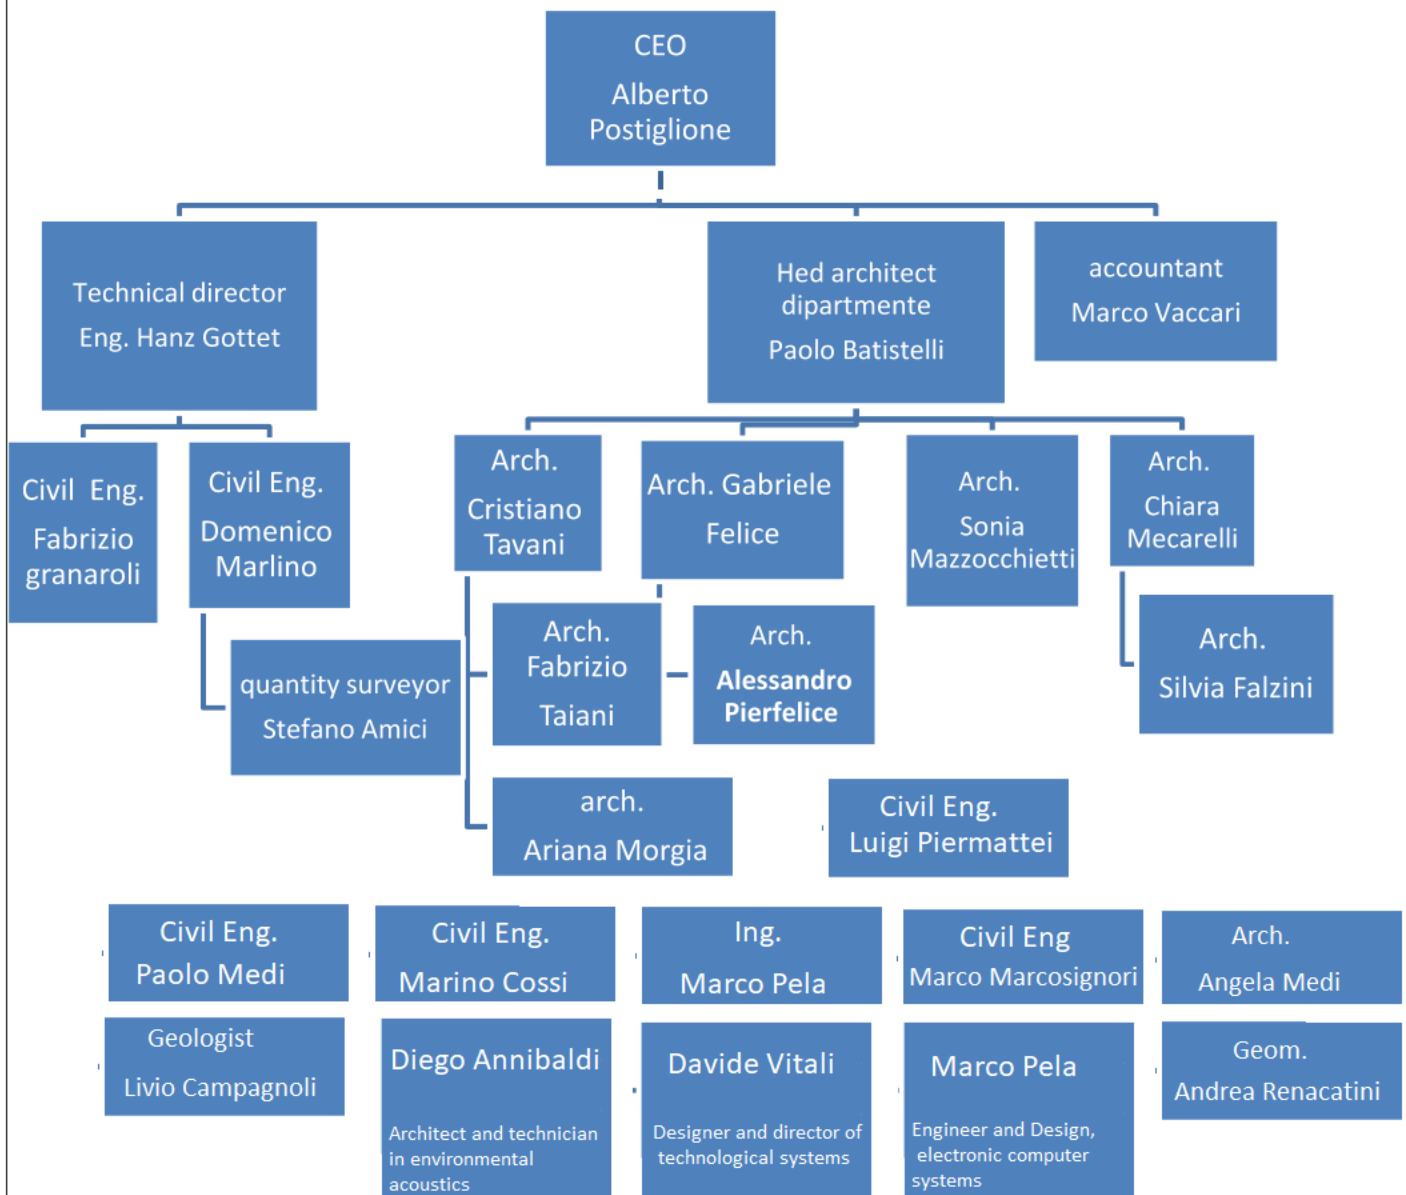 CEO
Alberto
Postiglione
Technical director
Eng. Hanz Gottet
Hed architect
dipartmente
Paolo Batistelli
accountant
Marco Vaccari
Civil Eng.
Fabrizio
granaroli
Civil Eng.
Domenico
Marlino
Arch.
Cristiano
Tavani
Arch. Gabriele
Felice
Arch.
Sonia
Mazzocchietti
Arch.
Chiara
Mecarelli
quantity surveyor
Stefano Amici
Arch.
Fabrizio
Taiani
Arch.
Alessandro
Pierfelice
Arch.
Silvia Falzini
arch.
Ariana Morgia
Civil Eng.
Luigi Piermattei
Civil Eng.
Paolo Medi
Civil Eng.
Marino Cossi
Ing.
Marco Pela
Civil Eng
Marco Marcosignori
Arch.
Angela Medi
Geologist
Livio Campagnoli
Diego Annibaldi
Architect and technician
in environmental
acoustics
Davide Vitali
Designer and director of
technological systems
Marco Pela
Engineer and Design,
electronic computer
systems
Geom.
Andrea Renacatini